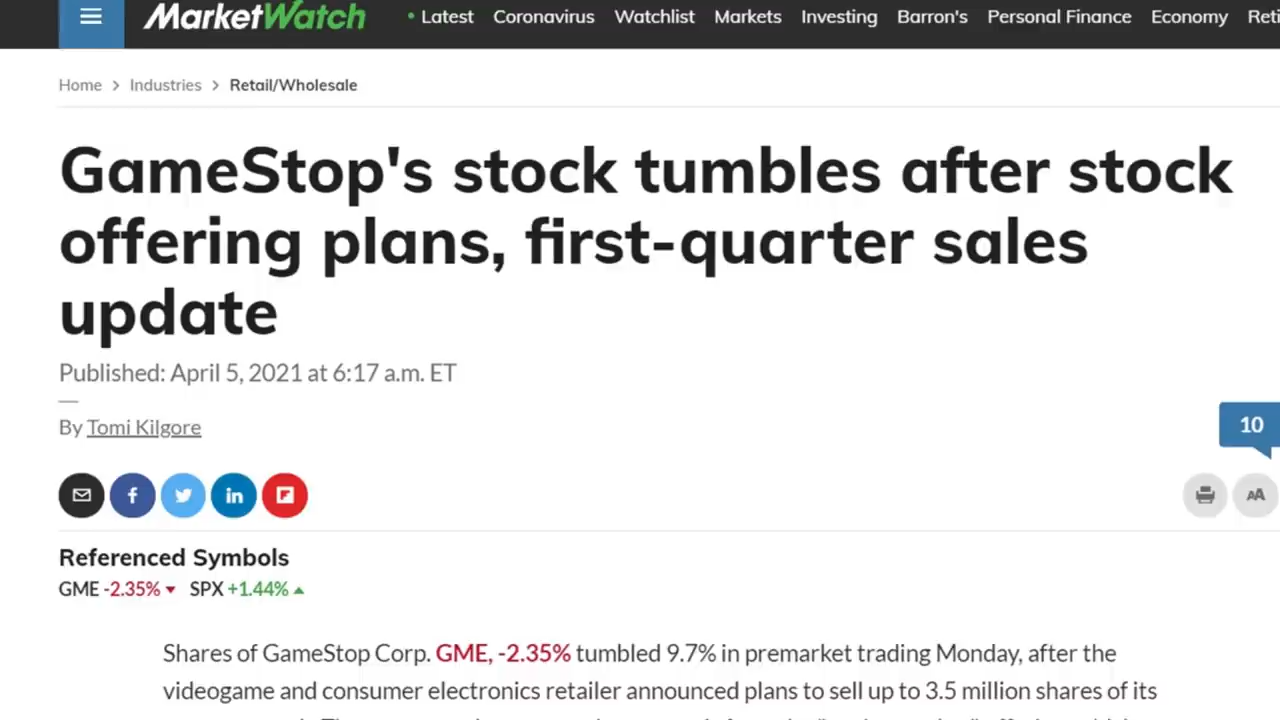 MarketWatch
• Latest Coronavirus Watchlist Markets Investing Barron's Personal Finance Economy
Home > Industries > Retail/Wholesale
GameStop's stock tumbles after stock
offering plans, first-quarter sales
update
Published: April 5, 2021 at 6:17 a.m. ET
By Tomi Kilgore
10
AA
Referenced Symbols
GME -2.35% ▼ SPX +1.44% ▲
Shares of GameStop Corp. GME, -2.35% tumbled 9.7% in premarket trading Monday, after the
videogame and consumer electronics retailer announced plans to sell up to 3.5 million shares of its